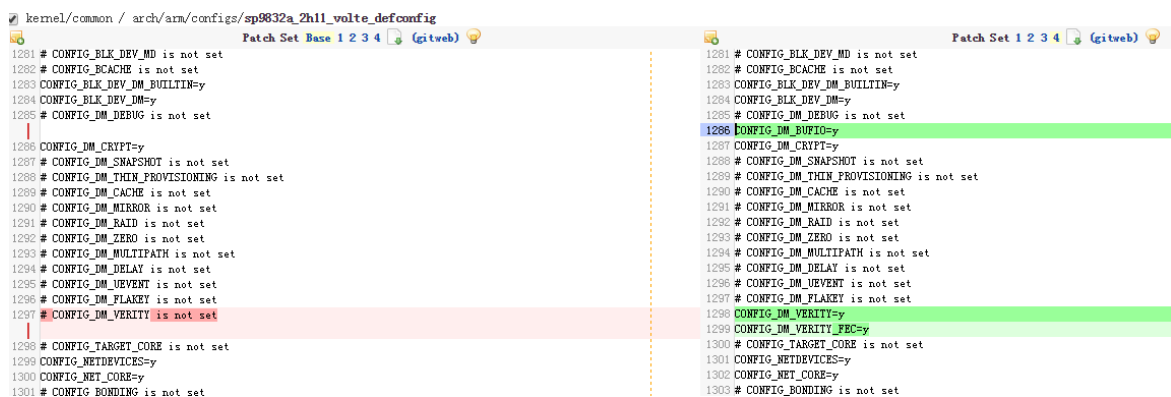 kernel/common / arch/arm/configs/sp9832a_2h11_volte_defconfig
Patch Set Base 1 2 3 4 (gitweb)
1281 # CONFIG_BLK_DEV_MD is not set
1282 # CONFIG_BCACHE is not set
1283 CONFIG_BLK_DEV_DM_BUILTIN=y
1284 CONFIG_BLK_DEV_DM=y
1285 # CONFIG_DM_DEBUG is not set
1286 CONFIG_DM_CRYPT=y
1287 # CONFIG_DM_SNAPSHOT is not set
1288 # CONFIG_DM_THIN_PROVISIONING is not set
1289 # CONFIG_DM_CACHE is not set
1290 # CONFIG_DM_MIRROR is not set
1291 # CONFIG_DM_RAID is not set
1292 # CONFIG_DM_ZERO is not set
1293 # CONFIG_DM_MULTIPATH is not set
1294 # CONFIG_DM_DELAY is not set
1295 # CONFIG_DM_UEVENT is not set
1296 # CONFIG_DM_FLAKEY is not set
1297 # CONFIG_DM_VERITY is not set
1298 # CONFIG_TARGET_CORE is not set
1299 CONFIG_NETDEVICES=y
1300 CONFIG_NET_CORE=y
1301 # CONFIG_BONDING is not set
Patch Set 1 2 3 4 (gitweb)
1281 # CONFIG_BLK_DEV_MD is not set
1282 # CONFIG_BCACHE is not set
1283 CONFIG_BLK_DEV_DM_BUILTIN=y
1284 CONFIG_BLK_DEV_DM=y
1285 # CONFIG_DM_DEBUG is not set
1286 CONFIG_DM_BUFIO=y
1287 CONFIG_DM_CRYPT=y
1288 # CONFIG_DM_SNAPSHOT is not set
1289 # CONFIG_DM_THIN_PROVISIONING is not set
1290 # CONFIG_DM_CACHE is not set
1291 # CONFIG_DM_MIRROR is not set
1292 # CONFIG_DM_RAID is not set
1293 # CONFIG_DM_ZERO is not set
1294 # CONFIG_DM_MULTIPATH is not set
1295 # CONFIG_DM_DELAY is not set
1296 # CONFIG_DM_UEVENT is not set
1297 # CONFIG_DM_FLAKEY is not set
1298 CONFIG_DM_VERITY=y
1299 CONFIG_DM_VERITY_FEC=y
1300 # CONFIG_TARGET_CORE is not set
1301 CONFIG_NETDEVICES=y
1302 CONFIG_NET_CORE=y
1303 # CONFIG_BONDING is not set